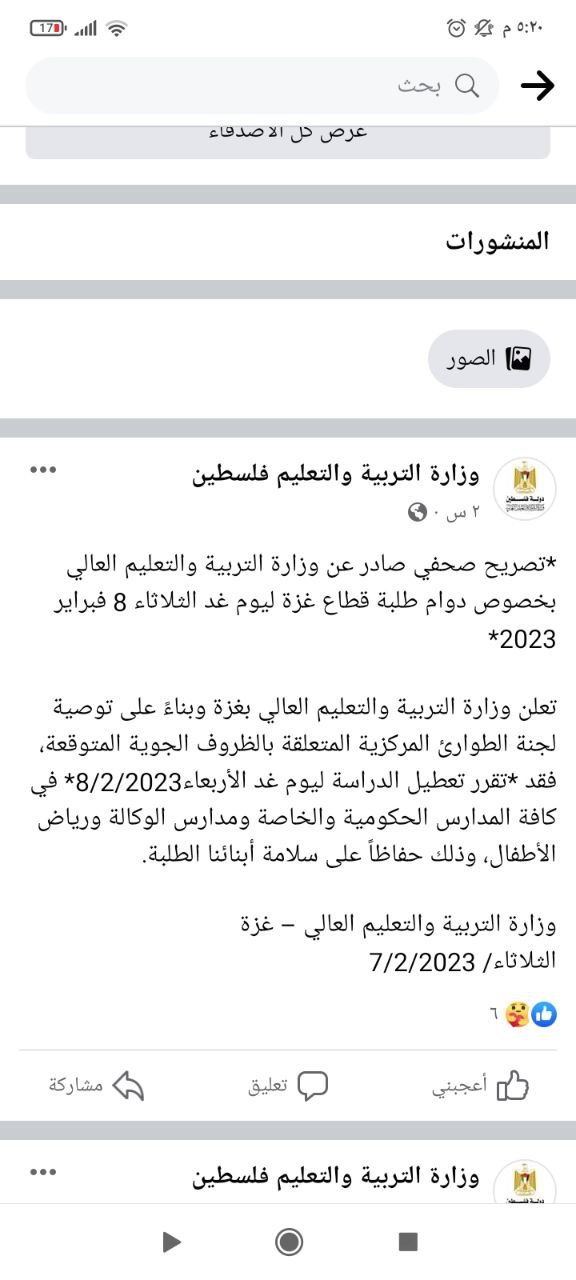 ٥:٢٠ م
17
بحث
عرض كل الأصدقاء
المنشورات
الصور
وزارة التربية والتعليم فلسطين
٢ س ·
*تصريح صحفي صادر عن وزارة التربية والتعليم العالي
بخصوص دوام طلبة قطاع غزة ليوم غد الثلاثاء 8 فبراير
2023*
تعلن وزارة التربية والتعليم العالي بغزة وبناءً على توصية
لجنة الطوارئ المركزية المتعلقة بالظروف الجوية المتوقعة،
فقد *تقرر تعطيل الدراسة ليوم غد الأربعاء8/2/2023* في
كافة المدارس الحكومية والخاصة ومدارس الوكالة ورياض
الأطفال، وذلك حفاظاً على سلامة أبنائنا الطلبة.
وزارة التربية والتعليم العالي – غزة
الثلاثاء/ 7/2/2023
٦
أعجبني
تعليق
مشاركة
وزارة التربية والتعليم فلسطين